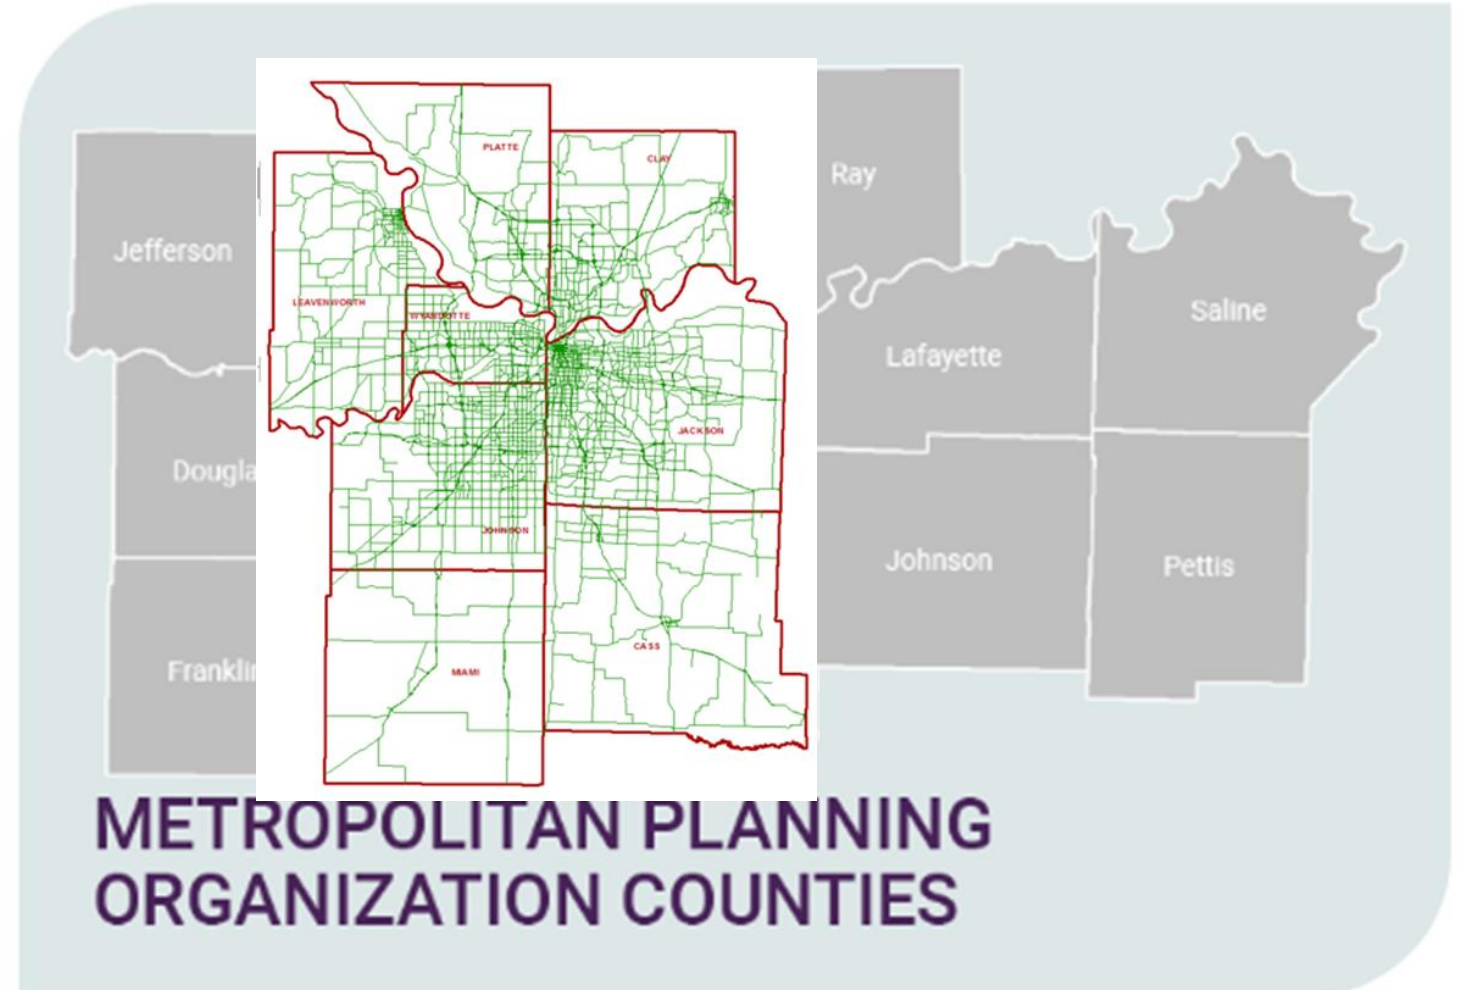 PLATTE
CLAY
Ray
Jefferson
LEAVENWORTH
WYANDOTTE
Saline
Lafayette
JACKSON
Dougla
JOHNSON
Johnson
Pettis
CASS
Franklin
MIAMI
METROPOLITAN PLANNING
ORGANIZATION COUNTIES